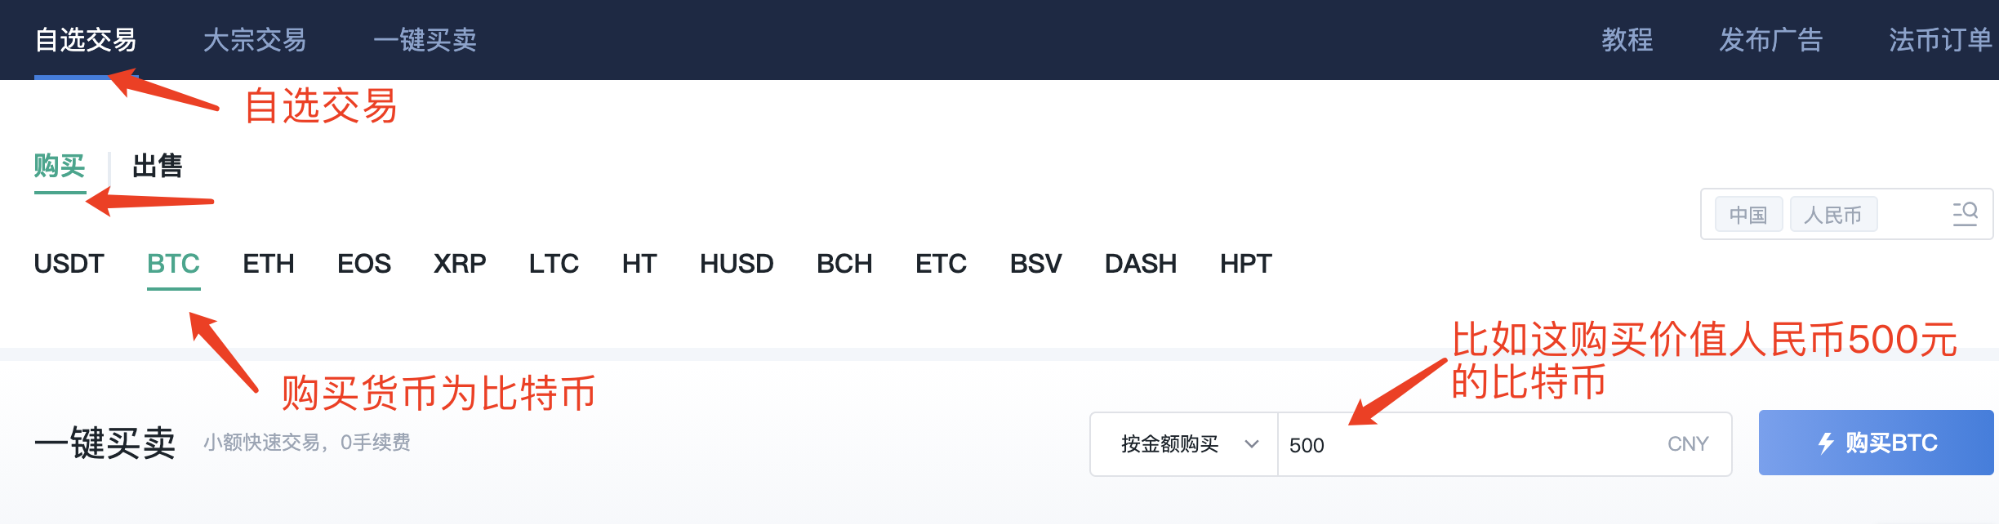 自选交易 大宗交易 一键买卖 教程 发布广告 法币订单
自选交易
购买 出售
中国 人民币
USDT BTC ETH EOS XRP LTC HT HUSD BCH ETC BSV DASH HPT
比如这购买价值人民币500元
的比特币
购买货币为比特币
一键买卖 小额快速交易，0手续费 按金额购买 500 CNY 购买BTC